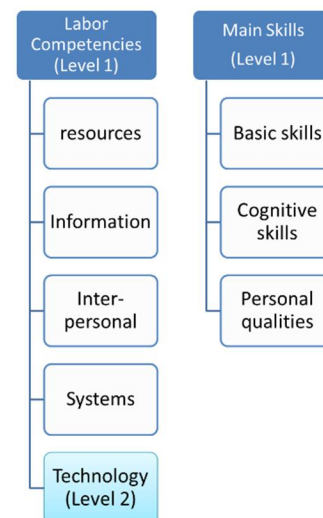 Labor
Competencies
(Level 1)
resources
Information
Inter-
personal
Systems
Technology
(Level 2)
Main Skills
(Level 1)
Basic skills
Cognitive
skills
Personal
qualities